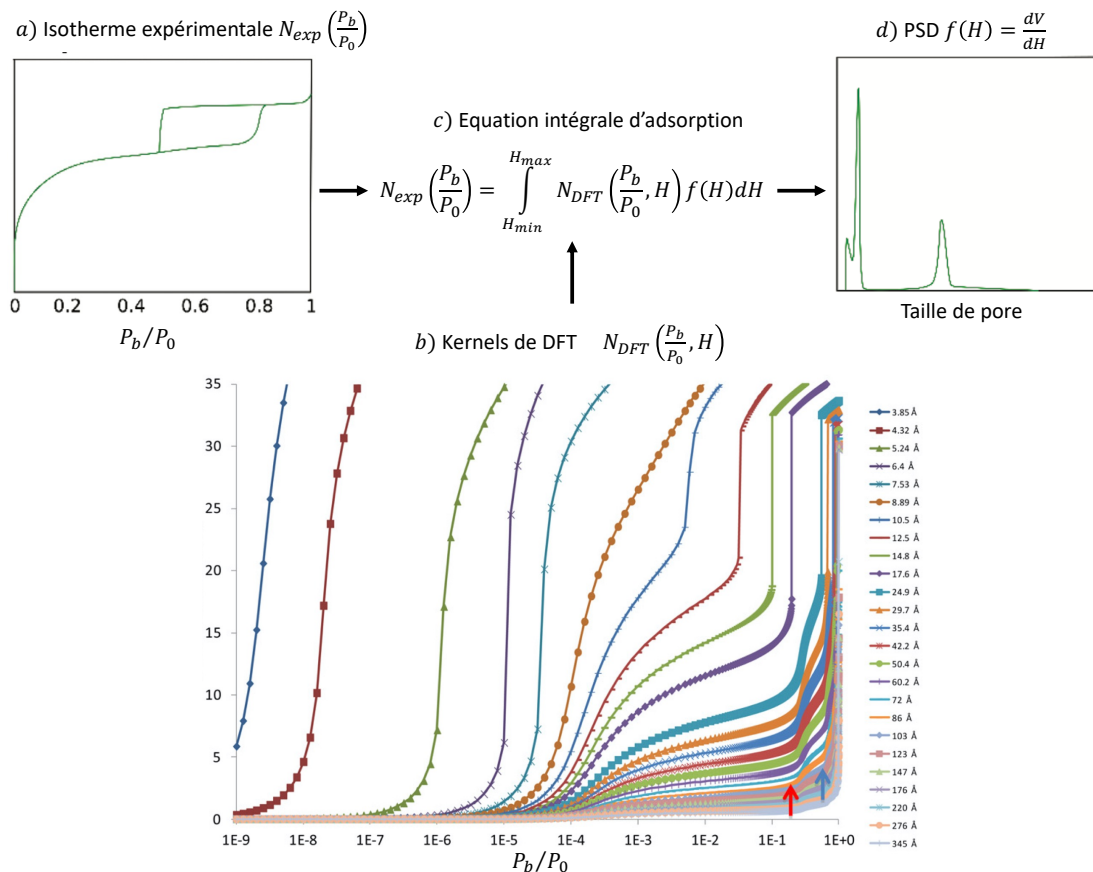 a) Isotherme expérimentale N_exp (P_b/P_0)
d) PSD f(H) = dV/dH
c) Equation intégrale d'adsorption
N_exp (P_b/P_0) = ∫_{H_min}^{H_max} N_DFT (P_b/P_0, H) f(H)dH
0 0.2 0.4 0.6 0.8 1
P_b/P_0
Taille de pore
b) Kernels de DFT N_DFT (P_b/P_0, H)
35
30
25
20
15
10
5
0
1E-9 1E-8 1E-7 1E-6 1E-5 1E-4 1E-3 1E-2 1E-1 1E+0
P_b/P_0
3.85 Å
4.32 Å
5.24 Å
6.4 Å
7.53 Å
8.89 Å
10.5 Å
12.5 Å
14.8 Å
17.6 Å
24.9 Å
29.7 Å
35.4 Å
42.2 Å
50.4 Å
60.2 Å
72 Å
86 Å
103 Å
123 Å
147 Å
176 Å
220 Å
276 Å
345 Å